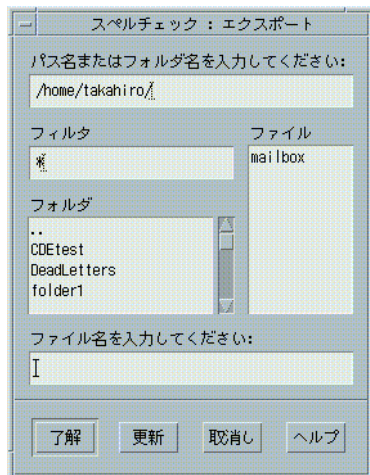 スペルチェック : エクスポート
パス名またはフォルダ名を入力してください:
/home/takahiro/
フィルタ
ファイル
*
mailbox
フォルダ
..
CDEtest
DeadLetters
folder1
ファイル名を入力してください:
了解
更新
取消し
ヘルプ